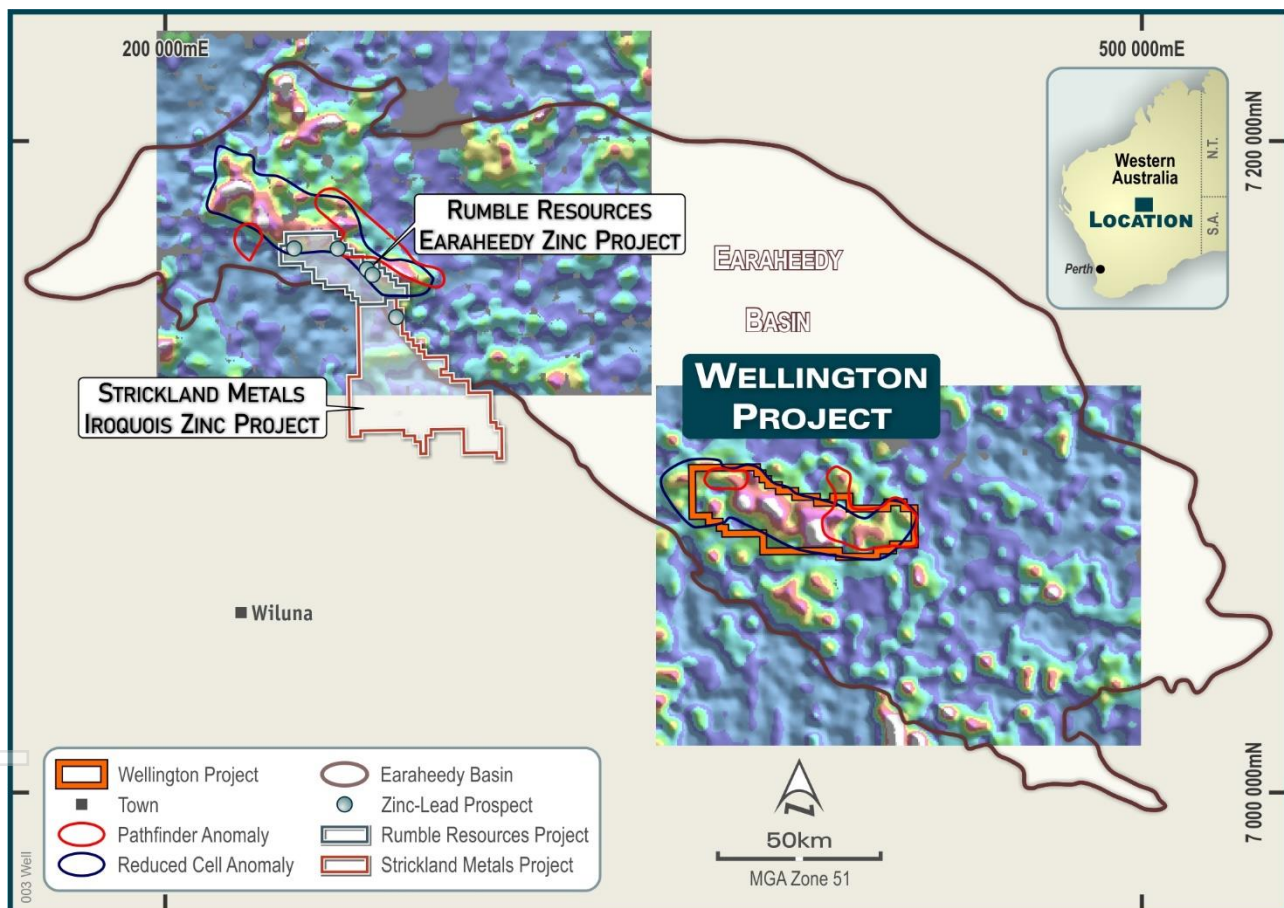 200 000mE
500 000mE
7 200 000mN
Western
Australia
LOCATION
N.T.
S.A.
Perth
RUMBLE RESOURCES
EARAHEEDY ZINC PROJECT
EARAHEEDY
BASIN
STRICKLAND METALS
IROQUOIS ZINC PROJECT
WELLINGTON
PROJECT
Wiluna
Wellington Project
Town
Pathfinder Anomaly
Reduced Cell Anomaly
Earaheedy Basin
Zinc-Lead Prospect
Rumble Resources Project
Strickland Metals Project
N
50km
MGA Zone 51
7 000 000mN
003 Well